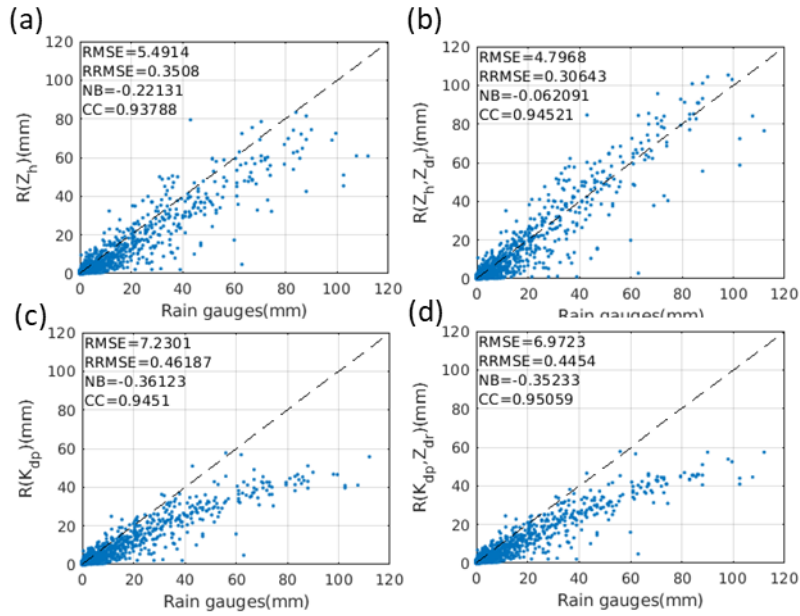 (a)
RMSE=5.4914
RRMSE=0.3508
NB=-0.22131
CC=0.93788
120
100
80
60
40
20
0
R(Z_h)(mm)
0 20 40 60 80 100 120
Rain gauges(mm)
(b)
RMSE=4.7968
RRMSE=0.30643
NB=-0.062091
CC=0.94521
120
100
80
60
40
20
0
R(Z_h,Z_dr)(mm)
0 20 40 60 80 100 120
Rain gauges(mm)
(c)
RMSE=7.2301
RRMSE=0.46187
NB=-0.36123
CC=0.9451
120
100
80
60
40
20
0
R(K_dp)(mm)
0 20 40 60 80 100 120
Rain gauges(mm)
(d)
RMSE=6.9723
RRMSE=0.4454
NB=-0.35233
CC=0.95059
120
100
80
60
40
20
0
R(K_dp,Z_dr)(mm)
0 20 40 60 80 100 120
Rain gauges(mm)